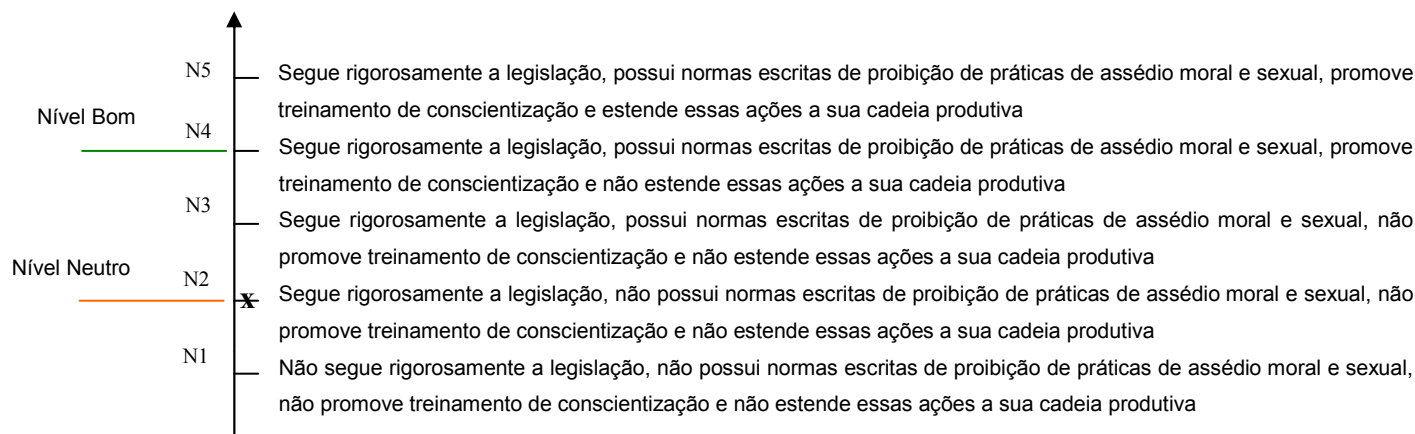 N5 Segue rigorosamente a legislação, possui normas escritas de proibição de práticas de assédio moral e sexual, promove
treinamento de conscientização e estende essas ações a sua cadeia produtiva
Nível Bom
N4 Segue rigorosamente a legislação, possui normas escritas de proibição de práticas de assédio moral e sexual, promove
treinamento de conscientização e não estende essas ações a sua cadeia produtiva
N3 Segue rigorosamente a legislação, possui normas escritas de proibição de práticas de assédio moral e sexual, não
promove treinamento de conscientização e não estende essas ações a sua cadeia produtiva
Nível Neutro
N2 x Segue rigorosamente a legislação, não possui normas escritas de proibição de práticas de assédio moral e sexual, não
promove treinamento de conscientização e não estende essas ações a sua cadeia produtiva
N1 Não segue rigorosamente a legislação, não possui normas escritas de proibição de práticas de assédio moral e sexual,
não promove treinamento de conscientização e não estende essas ações a sua cadeia produtiva